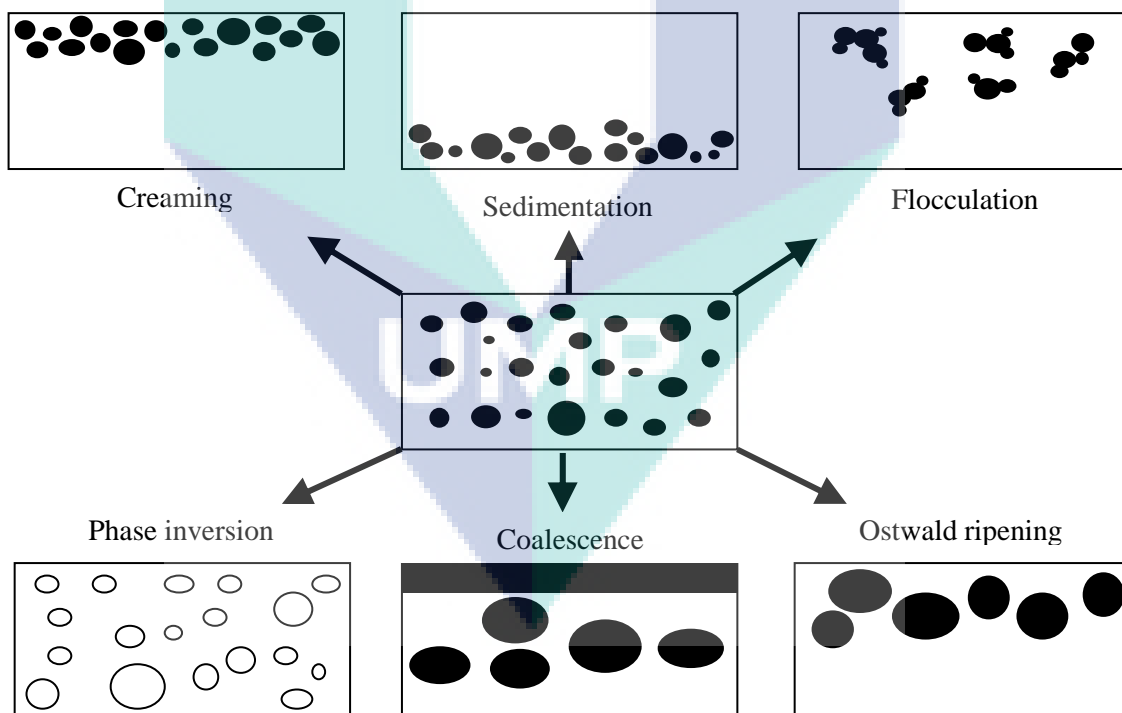 Creaming
Sedimentation
Flocculation
UMP
Phase inversion
Coalescence
Ostwald ripening